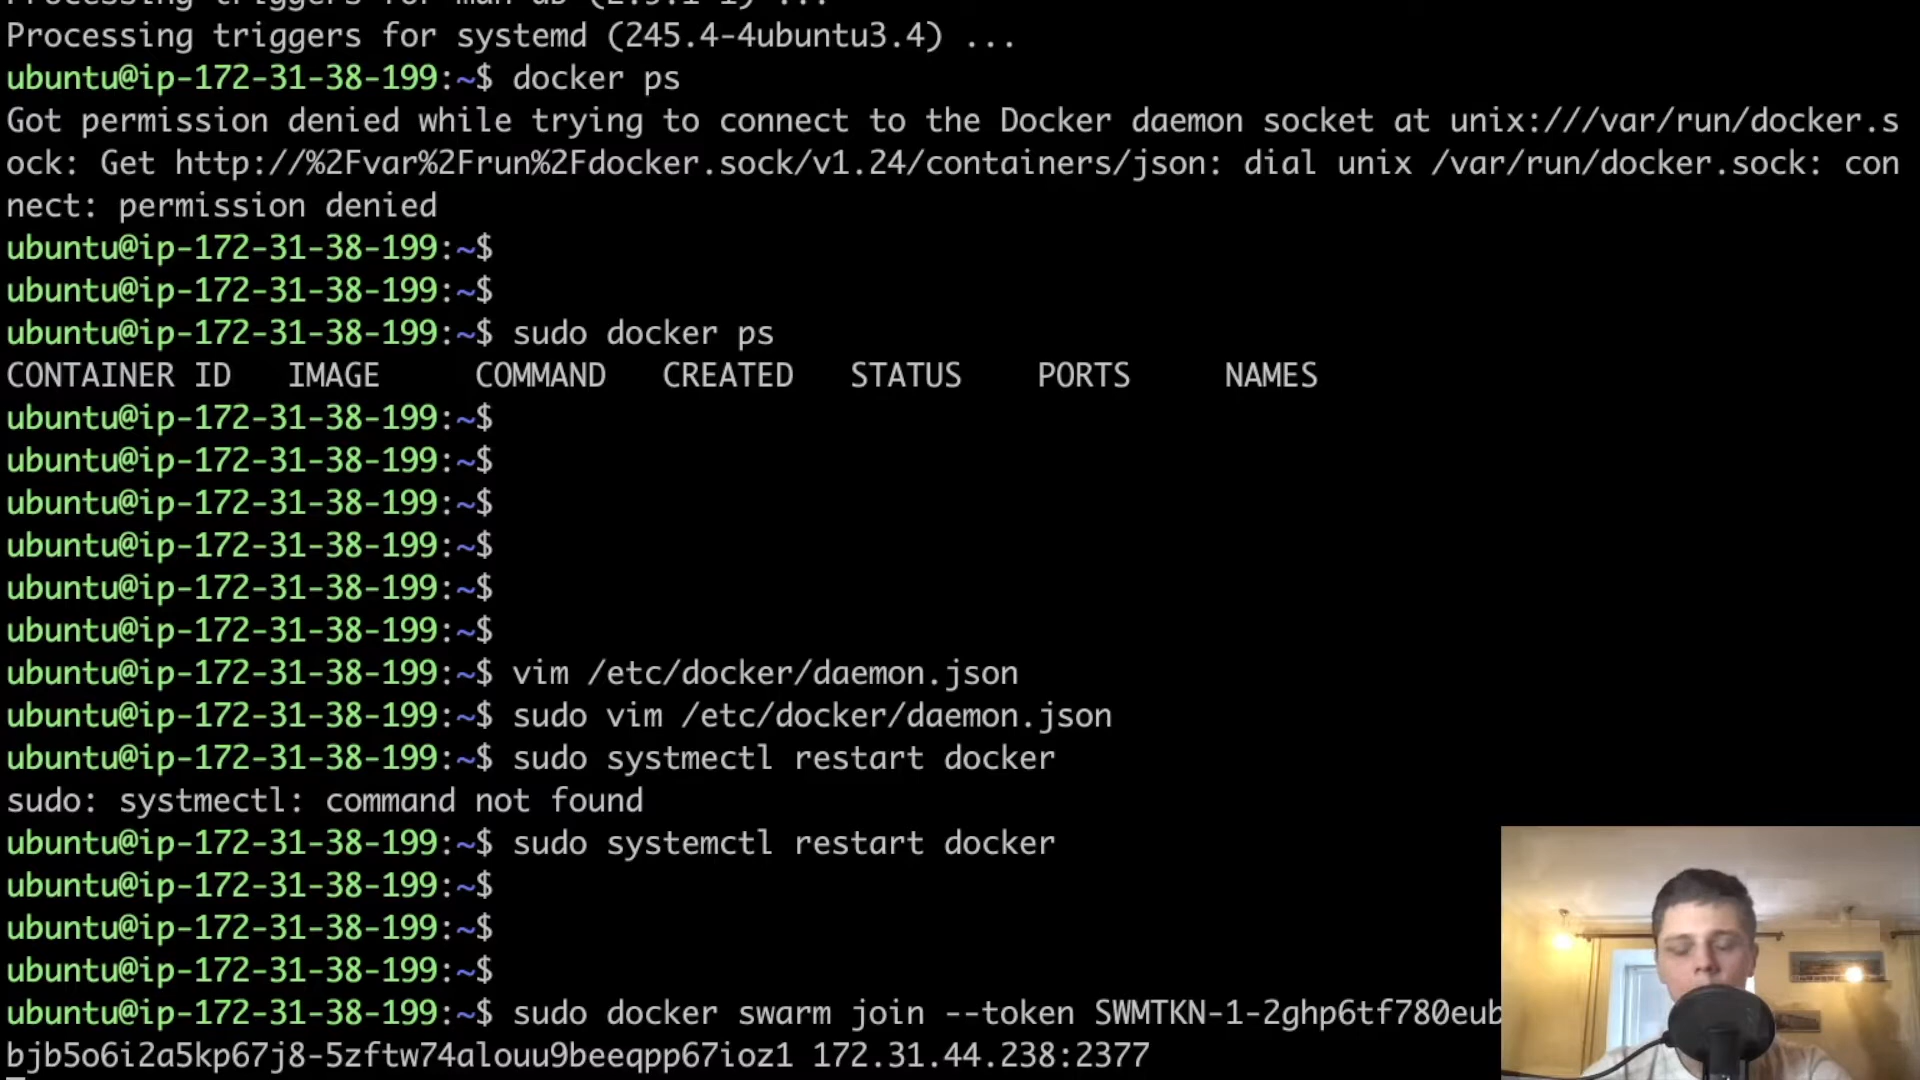 Processing triggers for man-db (2.9.1-1) ...
Processing triggers for systemd (245.4-4ubuntu3.4) ...
ubuntu@ip-172-31-38-199:~$ docker ps
Got permission denied while trying to connect to the Docker daemon socket at unix:///var/run/docker.s
ock: Get http://%2Fvar%2Frun%2Fdocker.sock/v1.24/containers/json: dial unix /var/run/docker.sock: con
nect: permission denied
ubuntu@ip-172-31-38-199:~$
ubuntu@ip-172-31-38-199:~$
ubuntu@ip-172-31-38-199:~$ sudo docker ps
CONTAINER ID   IMAGE     COMMAND   CREATED   STATUS    PORTS     NAMES
ubuntu@ip-172-31-38-199:~$
ubuntu@ip-172-31-38-199:~$
ubuntu@ip-172-31-38-199:~$
ubuntu@ip-172-31-38-199:~$
ubuntu@ip-172-31-38-199:~$
ubuntu@ip-172-31-38-199:~$
ubuntu@ip-172-31-38-199:~$ vim /etc/docker/daemon.json
ubuntu@ip-172-31-38-199:~$ sudo vim /etc/docker/daemon.json
ubuntu@ip-172-31-38-199:~$ sudo systmectl restart docker
sudo: systmectl: command not found
ubuntu@ip-172-31-38-199:~$ sudo systemctl restart docker
ubuntu@ip-172-31-38-199:~$
ubuntu@ip-172-31-38-199:~$
ubuntu@ip-172-31-38-199:~$
ubuntu@ip-172-31-38-199:~$ sudo docker swarm join --token SWMTKN-1-2ghp6tf780eub
bjb5o6i2a5kp67j8-5zftw74alouu9beeqpp67ioz1 172.31.44.238:2377